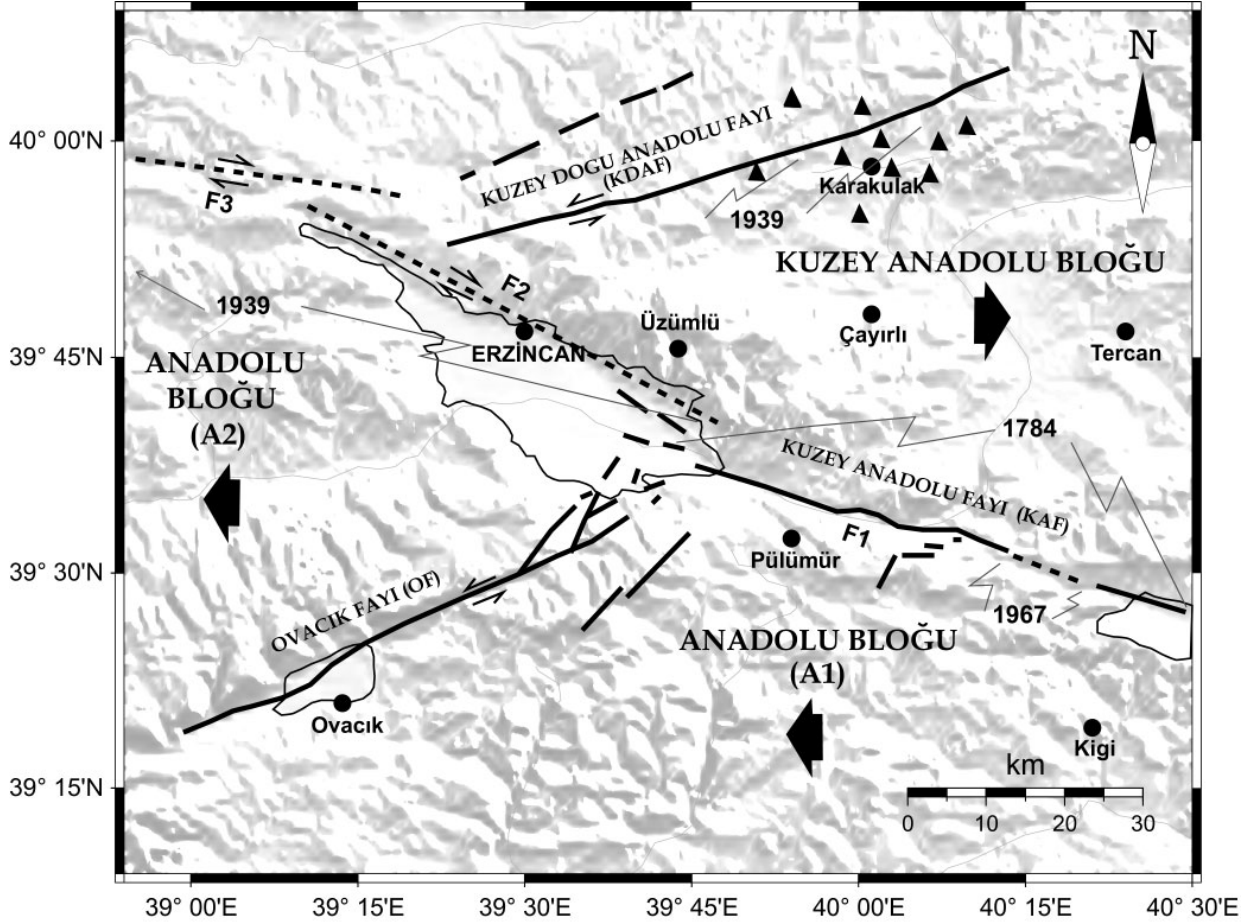 N
40° 00'N
39° 45'N
39° 30'N
39° 15'N
KUZEY DOGU ANADOLU FAYI
(KDAF)
Karakulak
1939
F3
KUZEY ANADOLU BLOĞU
F2
1939
Üzümlü
Çayırlı
Tercan
ERZİNCAN
ANADOLU
BLOĞU
(A2)
1784
KUZEY ANADOLU FAYI (KAF)
F1
Pülümür
OVACIK FAYI (OF)
1967
ANADOLU BLOĞU
(A1)
Ovacık
Kigi
km
0 10 20 30
39° 00'E 39° 15'E 39° 30'E 39° 45'E 40° 00'E 40° 15'E 40° 30'E